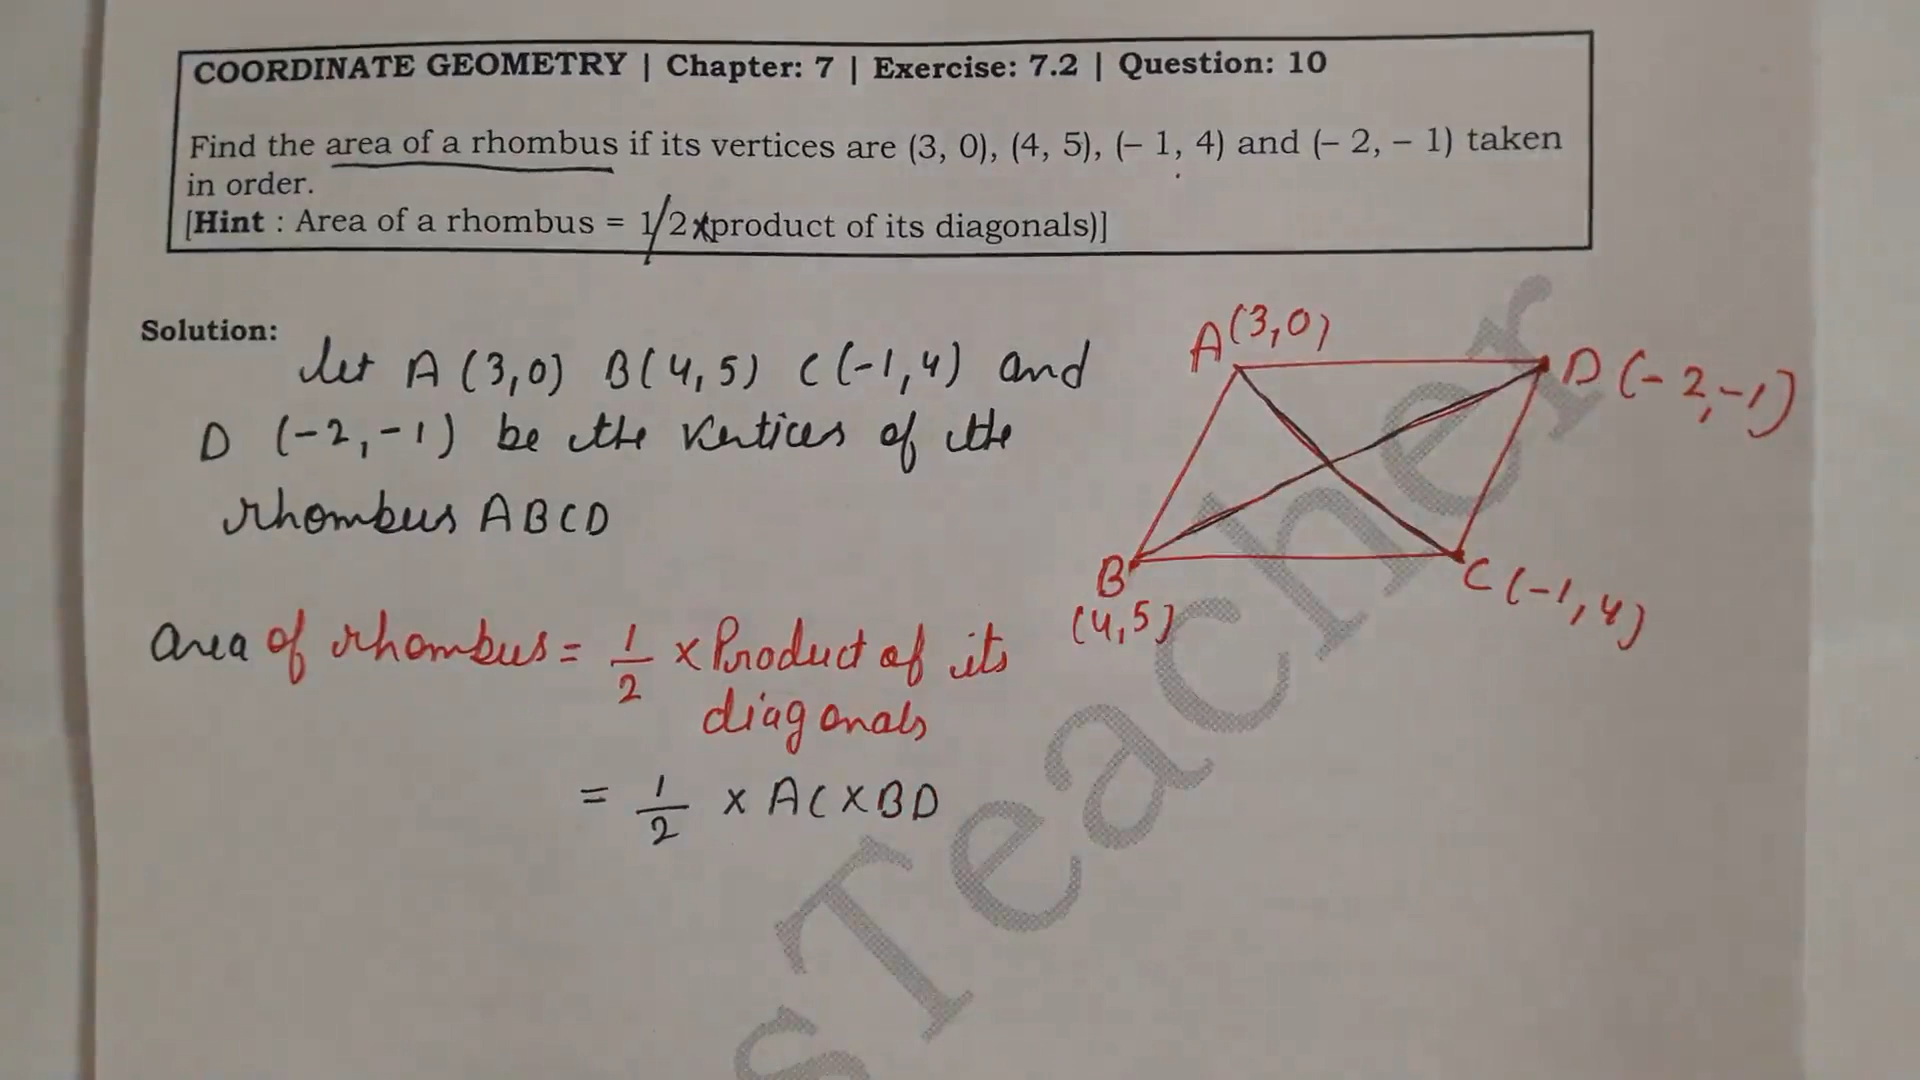 COORDINATE GEOMETRY | Chapter: 7 | Exercise: 7.2 | Question: 10
Find the area of a rhombus if its vertices are (3, 0), (4, 5), (– 1, 4) and (– 2, – 1) taken
in order.
[Hint : Area of a rhombus = 1/2×(product of its diagonals)]
Solution:
let A (3,0) B(4,5) C(-1,4) and
D (-2,-1) be the vertices of the
rhombus ABCD
A(3,0)
D(-2,-1)
B
(4,5)
C(-1,4)
area of rhombus = 1/2 × Product of its
diagonals
= 1/2 × AC×BD
sTeacher